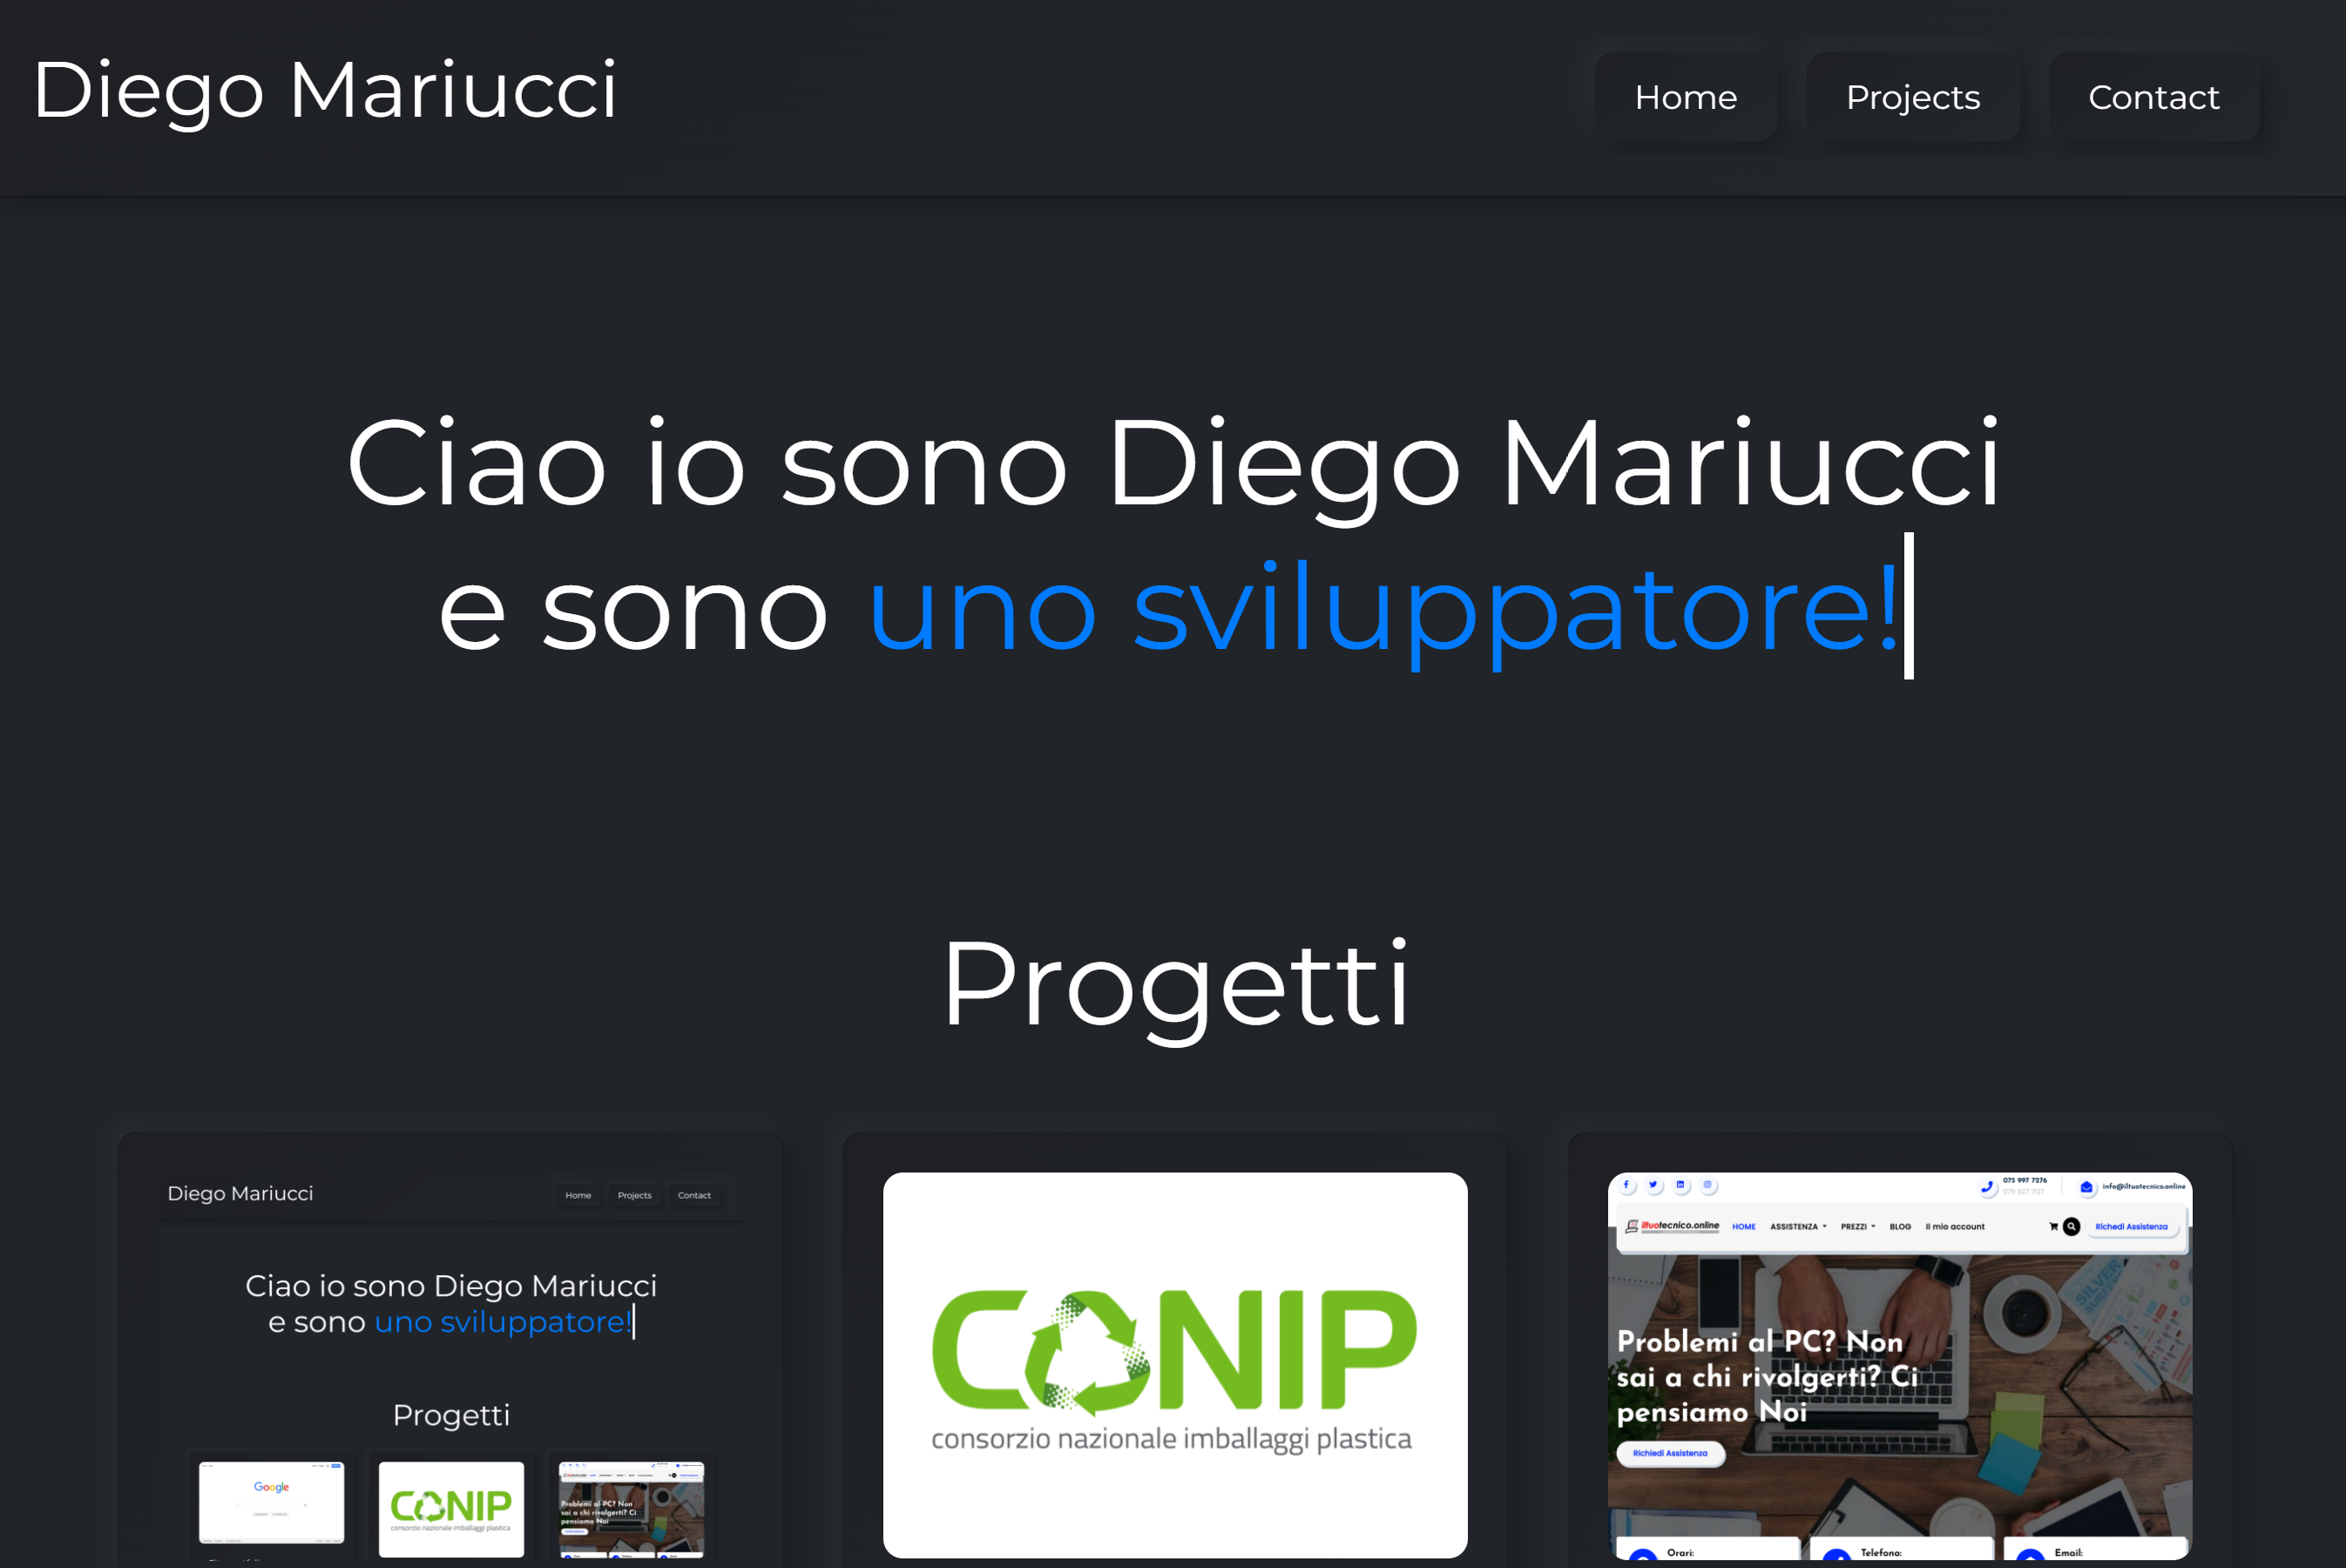 Diego Mariucci
Home
Projects
Contact
Ciao io sono Diego Mariucci
e sono uno sviluppatore!
Progetti
Diego Mariucci
Home
Projects
Contact
Ciao io sono Diego Mariucci
e sono uno sviluppatore!
Progetti
Google
CONIP
consorzio nazionale imballaggi plastica
Problemi al PC? Non
sai a chi rivolgerti? Ci
pensiamo Noi
CONIP
consorzio nazionale imballaggi plastica
075 997 7276
075 927 7127
info@iltuotecnico.online
iltuotecnico.online
HOME
ASSISTENZA
PREZZI
BLOG
Il mio account
Richiedi Assistenza
SILVER
Problemi al PC? Non
sai a chi rivolgerti? Ci
pensiamo Noi
Richiedi Assistenza
Orari:
Telefono:
Email: